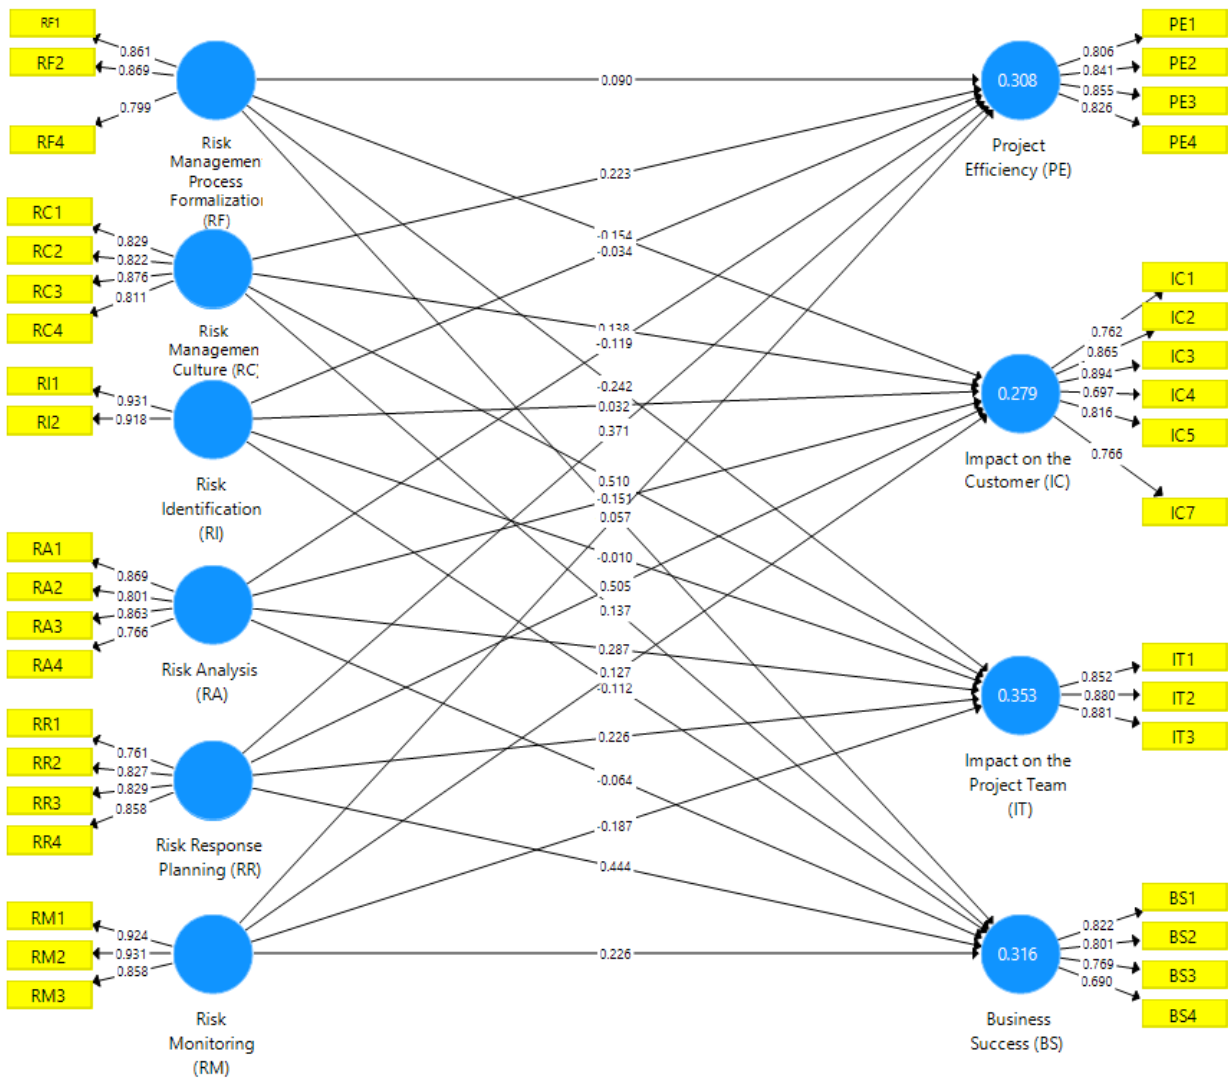 RF1
RF2
RF4
0.861
0.869
0.799
Risk
Managemen
Process
Formalizatio
(RF)
RC1
RC2
RC3
RC4
0.829
0.822
0.876
0.811
Risk
Managemen
Culture (RC)
RI1
RI2
0.931
0.918
Risk
Identification
(RI)
RA1
RA2
RA3
RA4
0.869
0.801
0.863
0.766
Risk Analysis
(RA)
RR1
RR2
RR3
RR4
0.761
0.827
0.829
0.858
Risk Response
Planning (RR)
RM1
RM2
RM3
0.924
0.931
0.858
Risk
Monitoring
(RM)
0.090
0.223
-0.154
-0.034
0.138
-0.119
-0.242
0.032
0.371
0.510
-0.151
0.057
-0.010
0.505
0.137
0.287
0.127
-0.112
0.226
-0.064
-0.187
0.444
0.226
0.308
Project
Efficiency (PE)
0.806
0.841
0.855
0.826
PE1
PE2
PE3
PE4
0.279
Impact on the
Customer (IC)
0.762
0.865
0.894
0.697
0.816
0.766
IC1
IC2
IC3
IC4
IC5
IC7
0.353
Impact on the
Project Team
(IT)
0.852
0.880
0.881
IT1
IT2
IT3
0.316
Business
Success (BS)
0.822
0.801
0.769
0.690
BS1
BS2
BS3
BS4